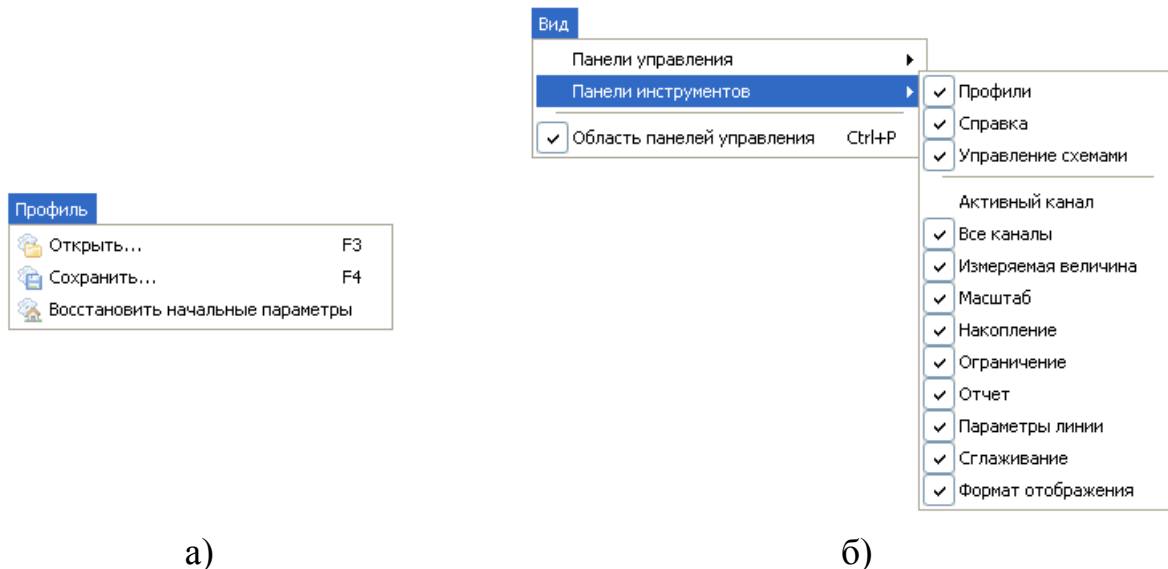 Профиль
Открыть... F3
Сохранить... F4
Восстановить начальные параметры
а)
Вид
Панели управления
Панели инструментов
Область панелей управления Ctrl+P
Профили
Справка
Управление схемами
Активный канал
Все каналы
Измеряемая величина
Масштаб
Накопление
Ограничение
Отчет
Параметры линии
Сглаживание
Формат отображения
б)